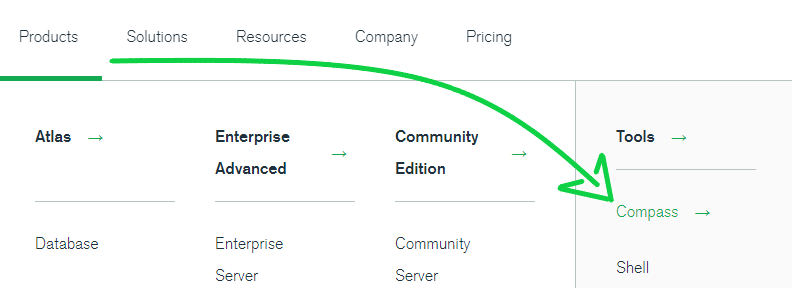 Products Solutions Resources Company Pricing
Atlas →
Enterprise Advanced →
Community Edition →
Tools →
Database
Enterprise
Server
Community
Server
Compass →
Shell